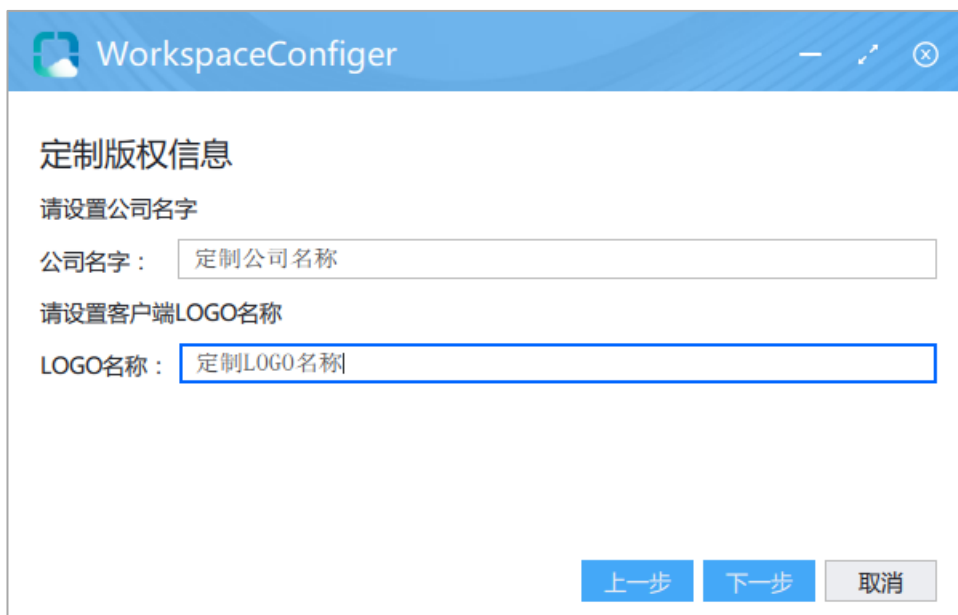 WorkspaceConfiger
定制版权信息
请设置公司名字
公司名字： 定制公司名称
请设置客户端LOGO名称
LOGO名称： 定制LOGO名称
上一步 下一步 取消